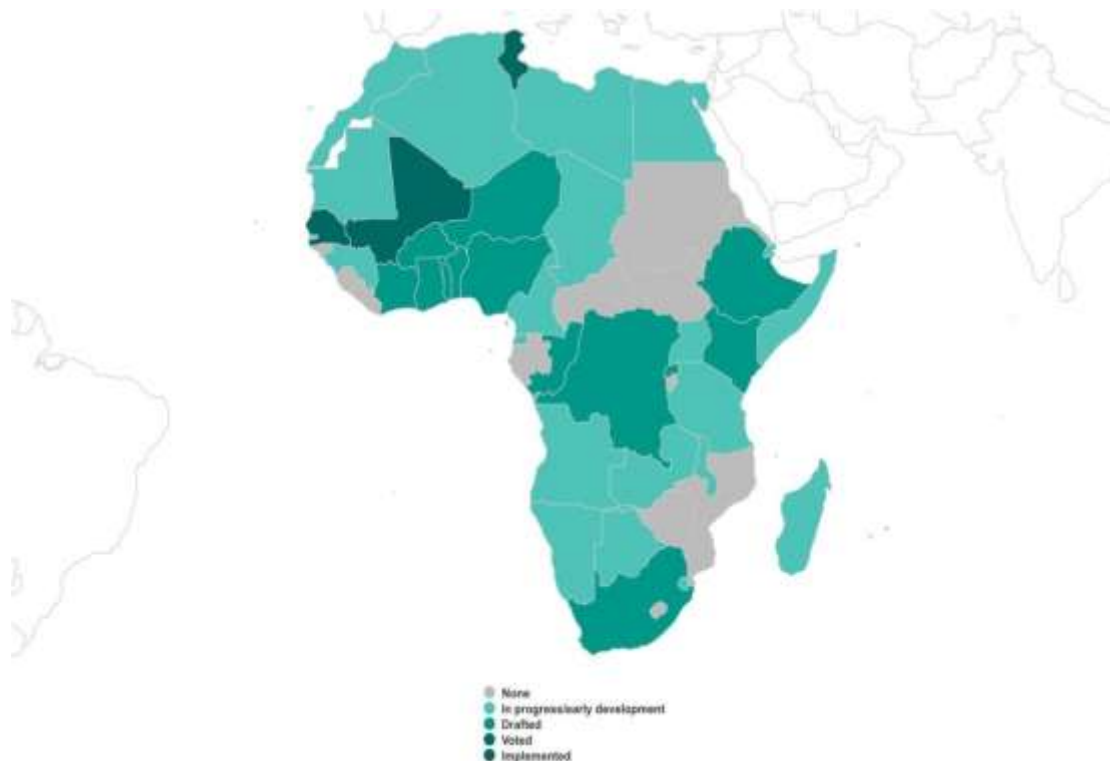 None
In progress/early development
Drafted
Voted
Implemented